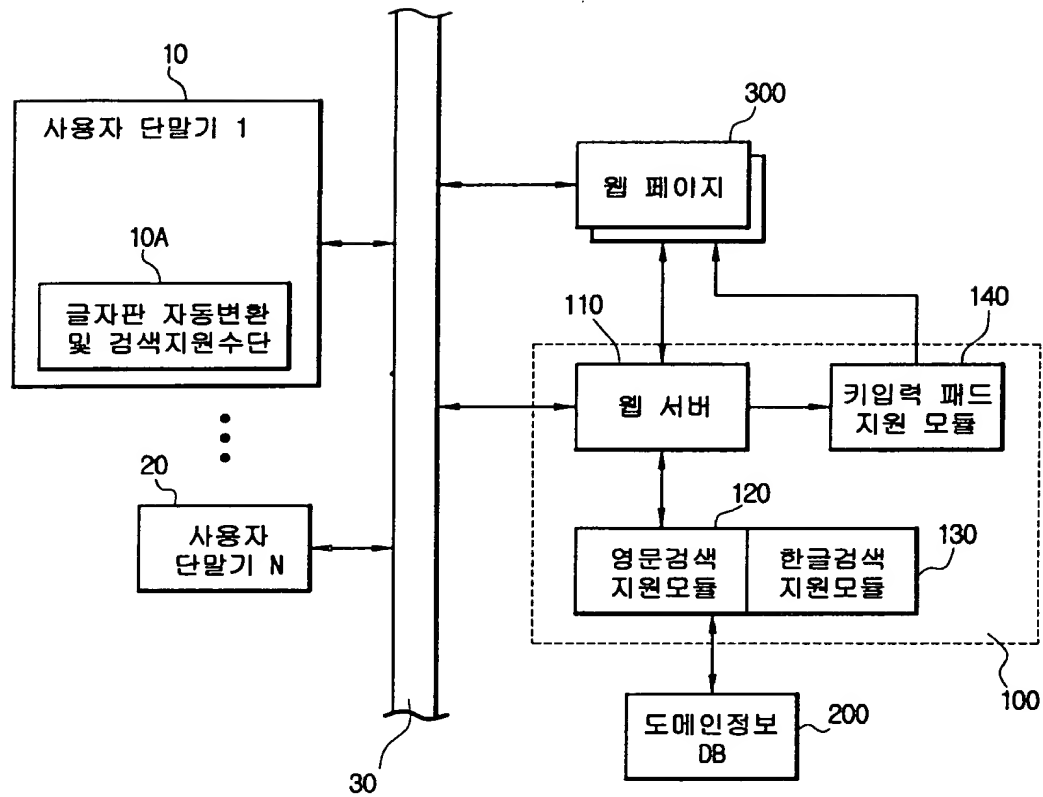 10
사용자 단말기 1
10A
글자판 자동변환
및 검색지원수단
20
사용자
단말기 N
30
300
웹 페이지
110
웹 서버
140
키입력 패드
지원 모듈
120
영문검색
지원모듈
130
한글검색
지원모듈
100
도메인정보
DB
200